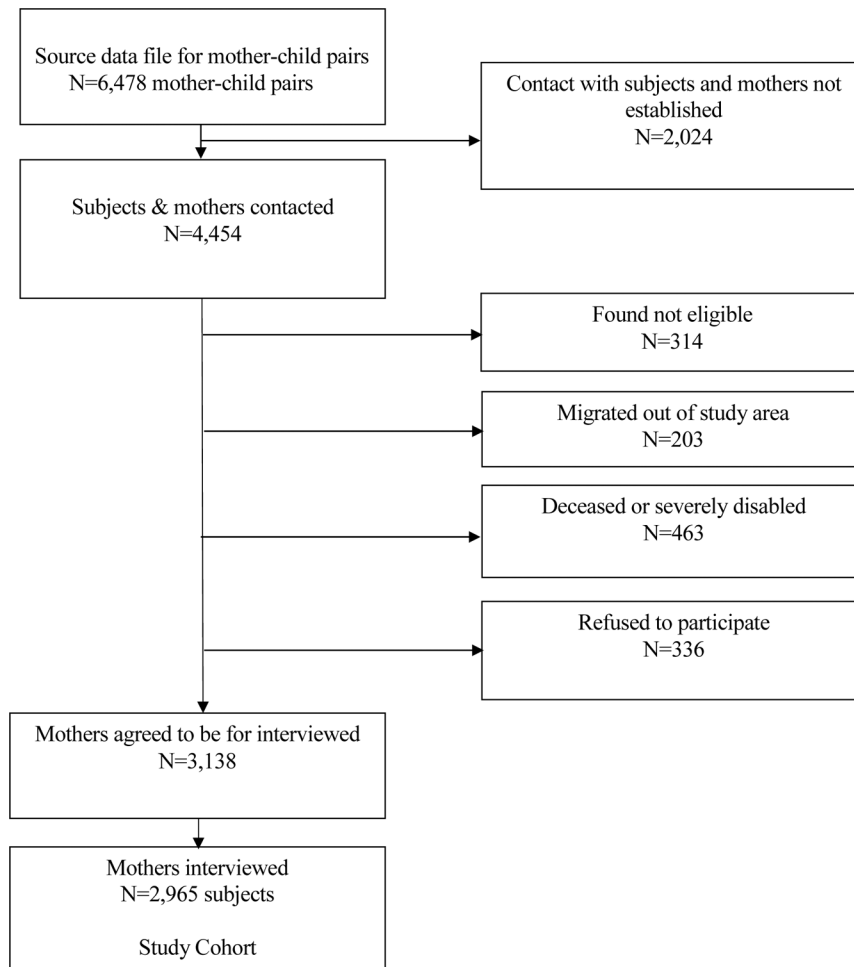 Source data file for mother-child pairs
N=6,478 mother-child pairs
Contact with subjects and mothers not
established
N=2,024
Subjects & mothers contacted
N=4,454
Found not eligible
N=314
Migrated out of study area
N=203
Deceased or severely disabled
N=463
Refused to participate
N=336
Mothers agreed to be for interviewed
N=3,138
Mothers interviewed
N=2,965 subjects
Study Cohort